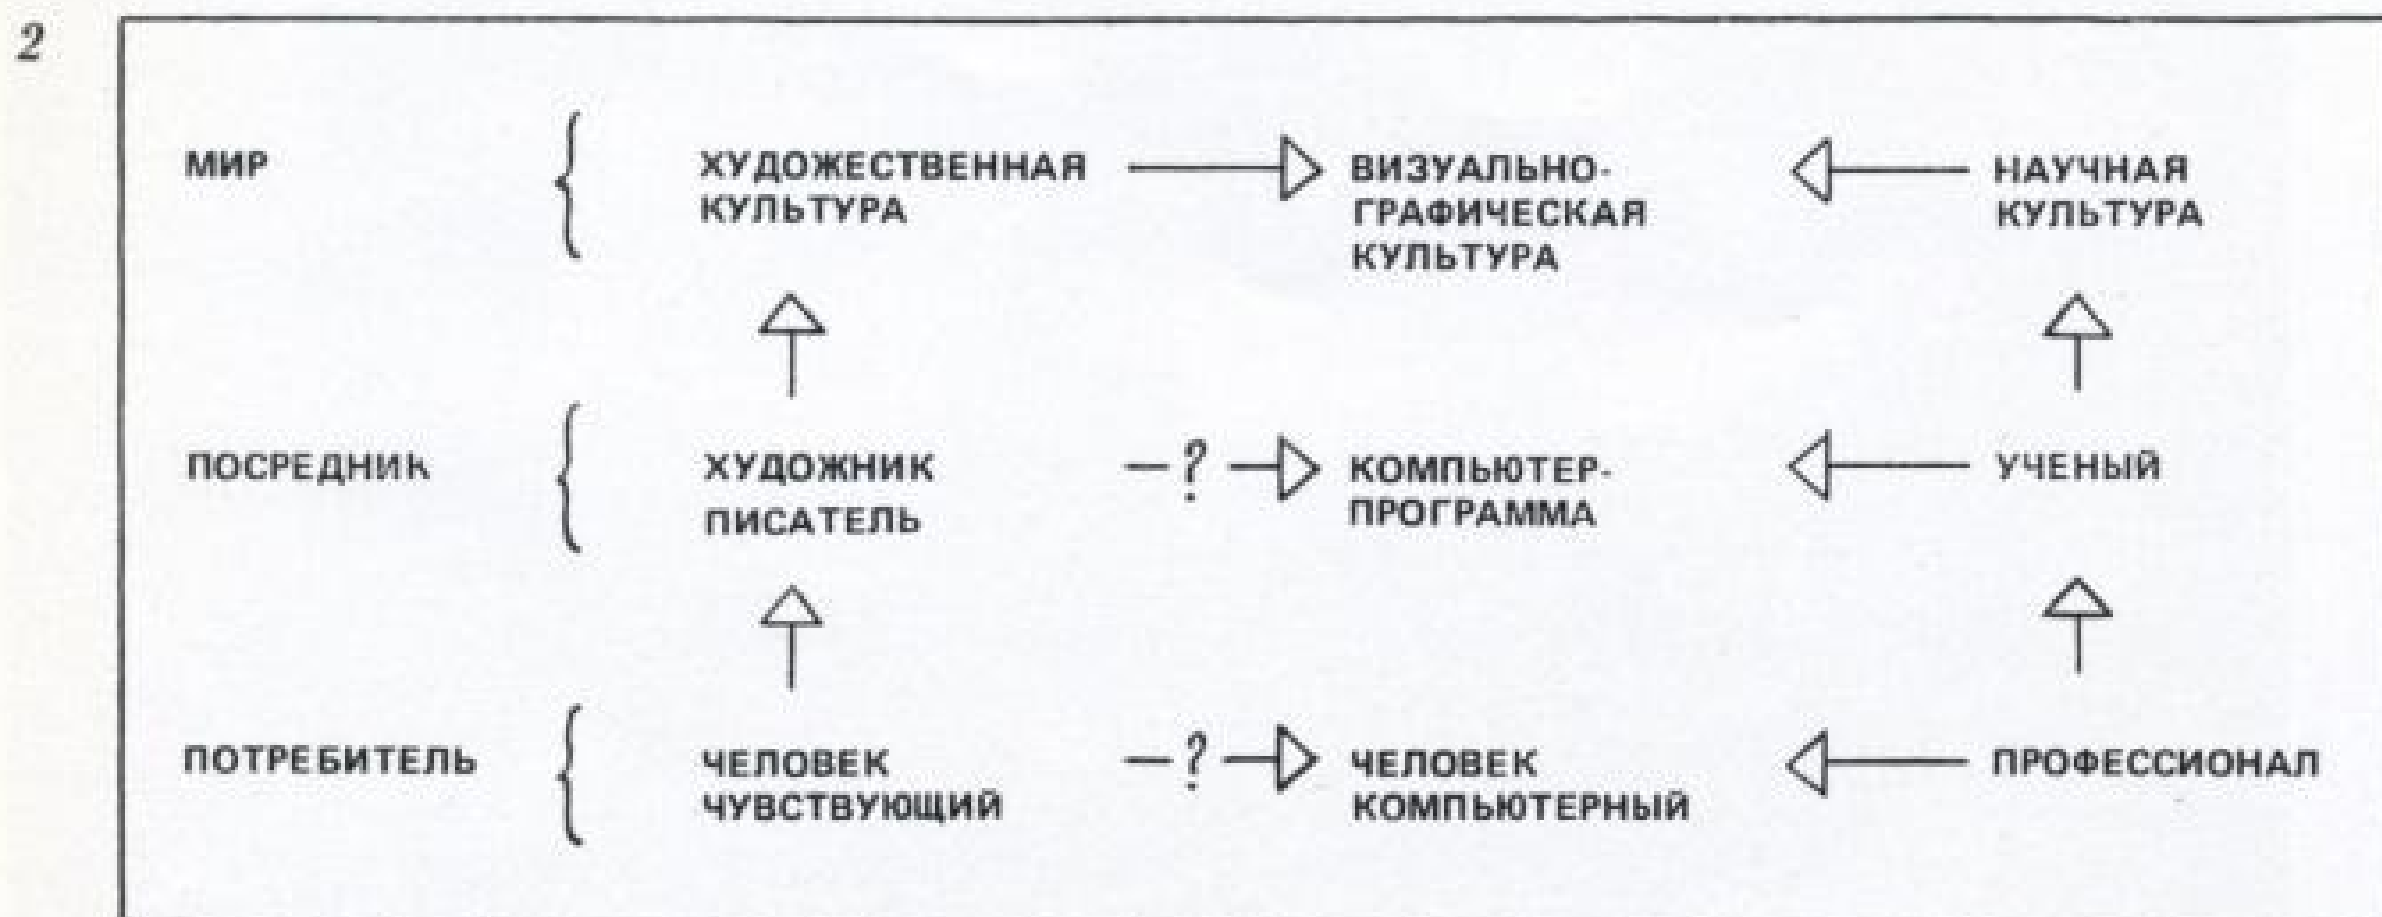 2
МИР
ХУДОЖЕСТВЕННАЯ
КУЛЬТУРА
ВИЗУАЛЬНО-
ГРАФИЧЕСКАЯ
КУЛЬТУРА
НАУЧНАЯ
КУЛЬТУРА
ПОСРЕДНИК
ХУДОЖНИК
ПИСАТЕЛЬ
?
КОМПЬЮТЕР-
ПРОГРАММА
УЧЕНЫЙ
ПОТРЕБИТЕЛЬ
ЧЕЛОВЕК
ЧУВСТВУЮЩИЙ
?
ЧЕЛОВЕК
КОМПЬЮТЕРНЫЙ
ПРОФЕССИОНАЛ